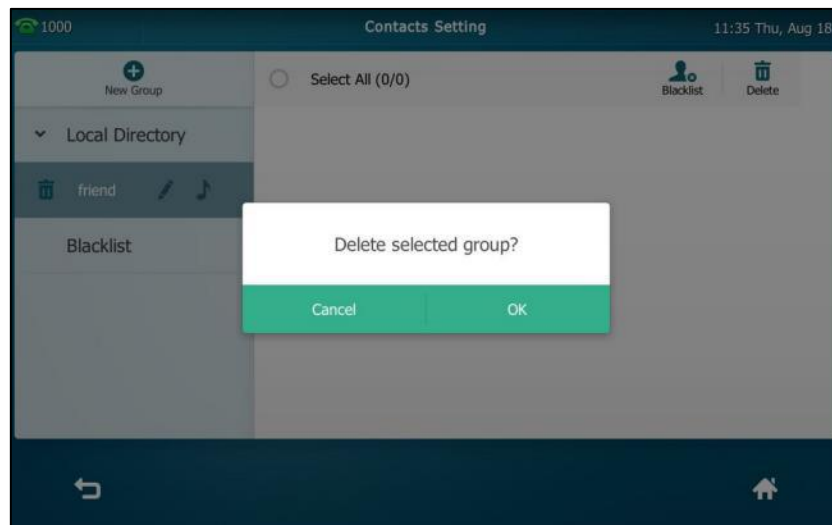 1000
Contacts Setting
11:35 Thu, Aug 18
New Group
Select All (0/0)
Blacklist
Delete
Local Directory
friend
Blacklist
Delete selected group?
Cancel
OK